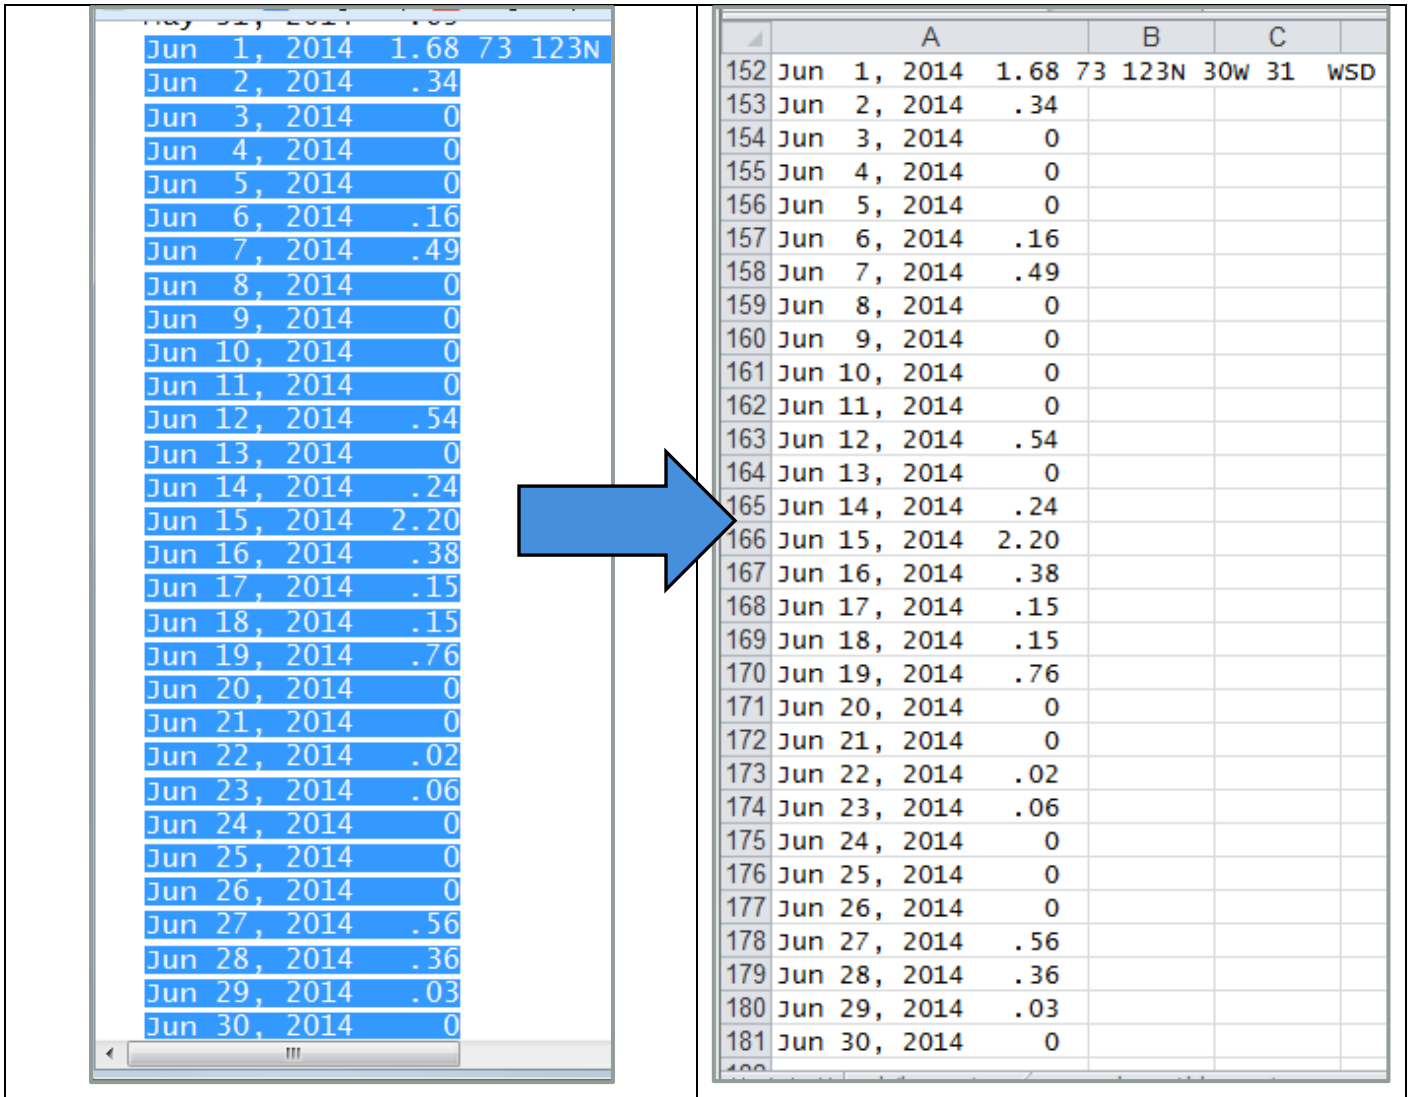 Jun  1, 2014  1.68 73 123N
Jun  2, 2014   .34
Jun  3, 2014     0
Jun  4, 2014     0
Jun  5, 2014     0
Jun  6, 2014   .16
Jun  7, 2014   .49
Jun  8, 2014     0
Jun  9, 2014     0
Jun 10, 2014     0
Jun 11, 2014     0
Jun 12, 2014   .54
Jun 13, 2014     0
Jun 14, 2014   .24
Jun 15, 2014  2.20
Jun 16, 2014   .38
Jun 17, 2014   .15
Jun 18, 2014   .15
Jun 19, 2014   .76
Jun 20, 2014     0
Jun 21, 2014     0
Jun 22, 2014   .02
Jun 23, 2014   .06
Jun 24, 2014     0
Jun 25, 2014     0
Jun 26, 2014     0
Jun 27, 2014   .56
Jun 28, 2014   .36
Jun 29, 2014   .03
Jun 30, 2014     0
A B C
152 Jun  1, 2014  1.68 73 123N 30W 31  WSD
153 Jun  2, 2014   .34
154 Jun  3, 2014     0
155 Jun  4, 2014     0
156 Jun  5, 2014     0
157 Jun  6, 2014   .16
158 Jun  7, 2014   .49
159 Jun  8, 2014     0
160 Jun  9, 2014     0
161 Jun 10, 2014     0
162 Jun 11, 2014     0
163 Jun 12, 2014   .54
164 Jun 13, 2014     0
165 Jun 14, 2014   .24
166 Jun 15, 2014  2.20
167 Jun 16, 2014   .38
168 Jun 17, 2014   .15
169 Jun 18, 2014   .15
170 Jun 19, 2014   .76
171 Jun 20, 2014     0
172 Jun 21, 2014     0
173 Jun 22, 2014   .02
174 Jun 23, 2014   .06
175 Jun 24, 2014     0
176 Jun 25, 2014     0
177 Jun 26, 2014     0
178 Jun 27, 2014   .56
179 Jun 28, 2014   .36
180 Jun 29, 2014   .03
181 Jun 30, 2014     0